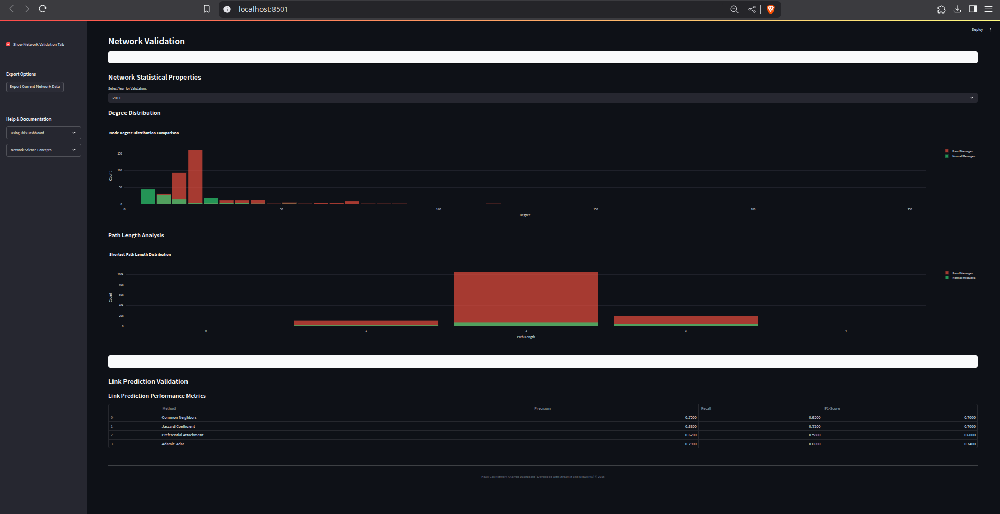 localhost:8501
Deploy
Show Network Validation Tab
Export Options
Export Current Network Data
Help & Documentation
Using This Dashboard
Network Science Concepts
Network Validation
Network Statistical Properties
Select Year for Validation:
2011
Degree Distribution
Node Degree Distribution Comparison
150
100
50
0
Count
0 50 100 150 200 250
Degree
Fraud Messages
Normal Messages
Path Length Analysis
Shortest Path Length Distribution
100k
80k
60k
40k
20k
0
Count
0 1 2 3 4
Path Length
Fraud Messages
Normal Messages
Link Prediction Validation
Link Prediction Performance Metrics
Method Precision Recall F1-Score
0 Common Neighbors 0.7500 0.6500 0.7000
1 Jaccard Coefficient 0.6800 0.7200 0.7000
2 Preferential Attachment 0.6200 0.5800 0.6000
3 Adamic-Adar 0.7900 0.6900 0.7400
Hoax-Call Network Analysis Dashboard | Developed with Streamlit and NetworkX | © 2025